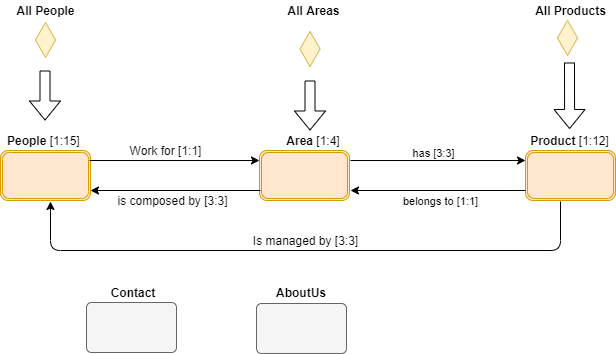 All People
All Areas
All Products
People [1:15]
Area [1:4]
Product [1:12]
Work for [1:1]
has [3:3]
is composed by [3:3]
belongs to [1:1]
Is managed by [3:3]
Contact
AboutUs